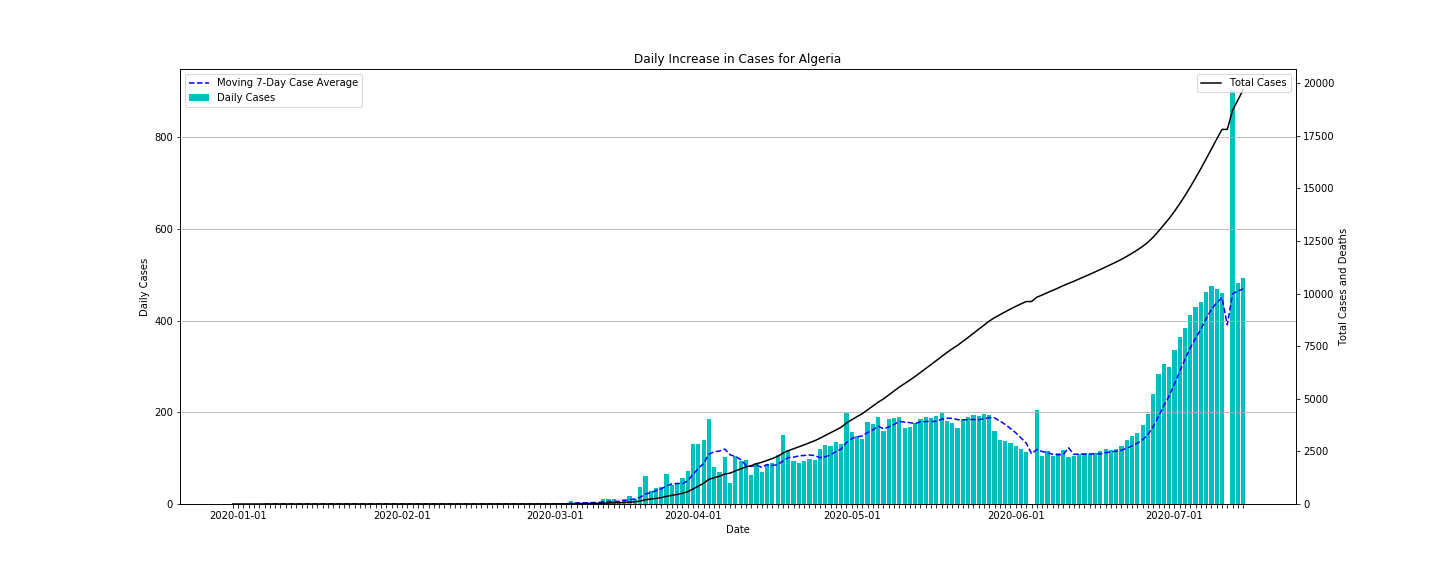 Daily Increase in Cases for Algeria
Moving 7-Day Case Average
Daily Cases
Total Cases
800
600
400
200
0
Daily Cases
20000
17500
15000
12500
10000
7500
5000
2500
0
Total Cases and Deaths
2020-01-01 2020-02-01 2020-03-01 2020-04-01 2020-05-01 2020-06-01 2020-07-01
Date